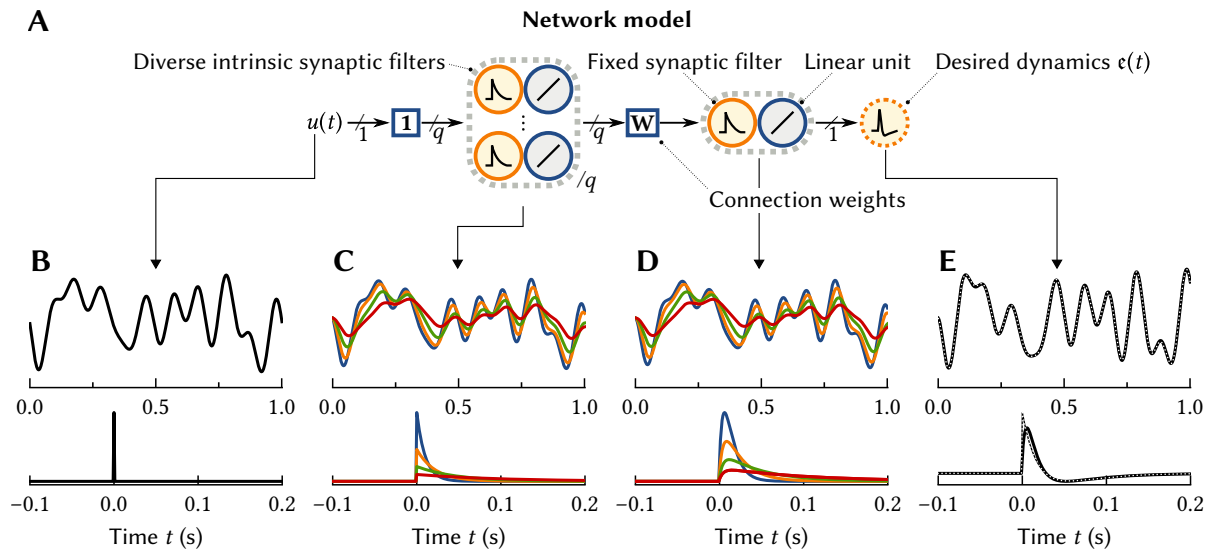 Network model
A
Diverse intrinsic synaptic filters
Fixed synaptic filter
Linear unit
Desired dynamics 𝔢(t)
u(t)
1
1
q
q
W
1
q
Connection weights
B
C
D
E
0.0 0.5 1.0
0.0 0.5 1.0
0.0 0.5 1.0
0.0 0.5 1.0
−0.1 0.0 0.1 0.2
−0.1 0.0 0.1 0.2
−0.1 0.0 0.1 0.2
−0.1 0.0 0.1 0.2
Time t (s)
Time t (s)
Time t (s)
Time t (s)